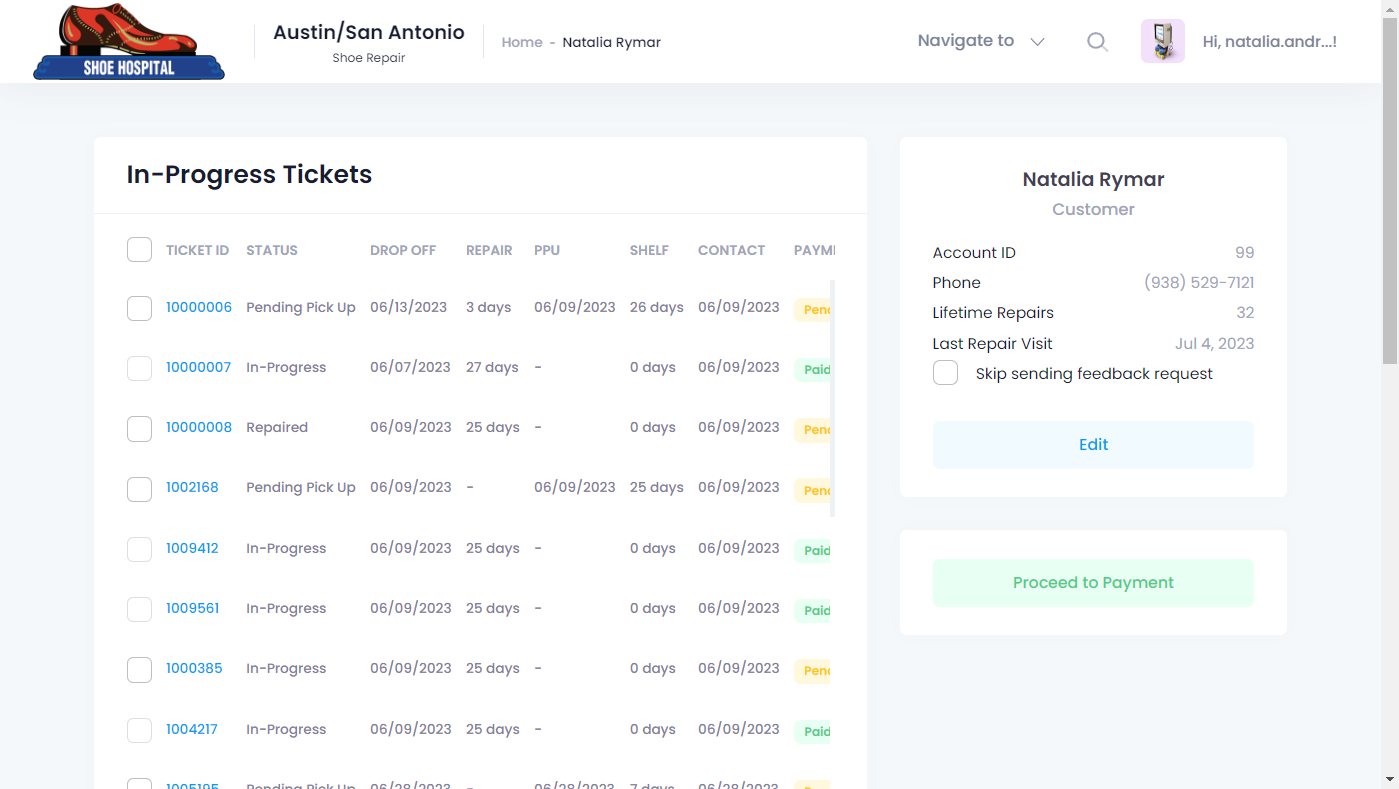 SHOE HOSPITAL
Austin/San Antonio
Shoe Repair
Home - Natalia Rymar
Navigate to
Hi, natalia.andr...!
In-Progress Tickets
TICKET ID STATUS DROP OFF REPAIR PPU SHELF CONTACT PAYM
10000006 Pending Pick Up 06/13/2023 3 days 06/09/2023 26 days 06/09/2023 Pen
10000007 In-Progress 06/07/2023 27 days - 0 days 06/09/2023 Paid
10000008 Repaired 06/09/2023 25 days - 0 days 06/09/2023 Pen
1002168 Pending Pick Up 06/09/2023 - 06/09/2023 25 days 06/09/2023 Pen
1009412 In-Progress 06/09/2023 25 days - 0 days 06/09/2023 Paid
1009561 In-Progress 06/09/2023 25 days - 0 days 06/09/2023 Paid
1000385 In-Progress 06/09/2023 25 days - 0 days 06/09/2023 Pen
1004217 In-Progress 06/09/2023 25 days - 0 days 06/09/2023 Paid
1005195 Pending Pick Up 06/28/2023 - 06/28/2023 7 days 06/09/2023
Natalia Rymar
Customer
Account ID 99
Phone (938) 529-7121
Lifetime Repairs 32
Last Repair Visit Jul 4, 2023
Skip sending feedback request
Edit
Proceed to Payment